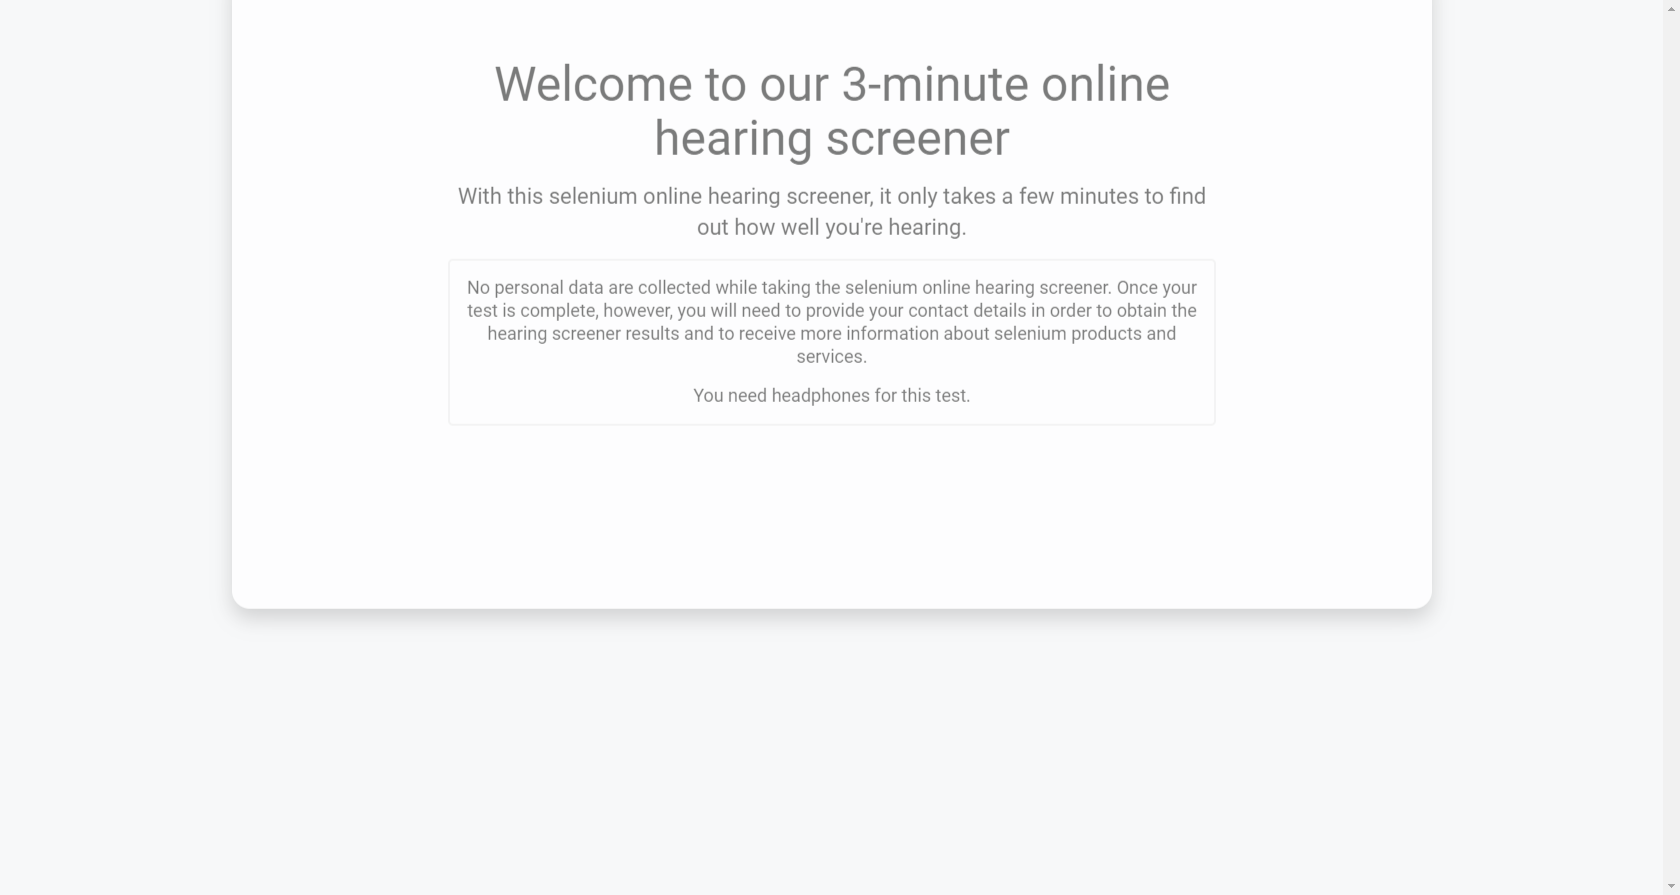 Welcome to our 3-minute online
hearing screener
With this selenium online hearing screener, it only takes a few minutes to find
out how well you're hearing.
No personal data are collected while taking the selenium online hearing screener. Once your
test is complete, however, you will need to provide your contact details in order to obtain the
hearing screener results and to receive more information about selenium products and
services.
You need headphones for this test.